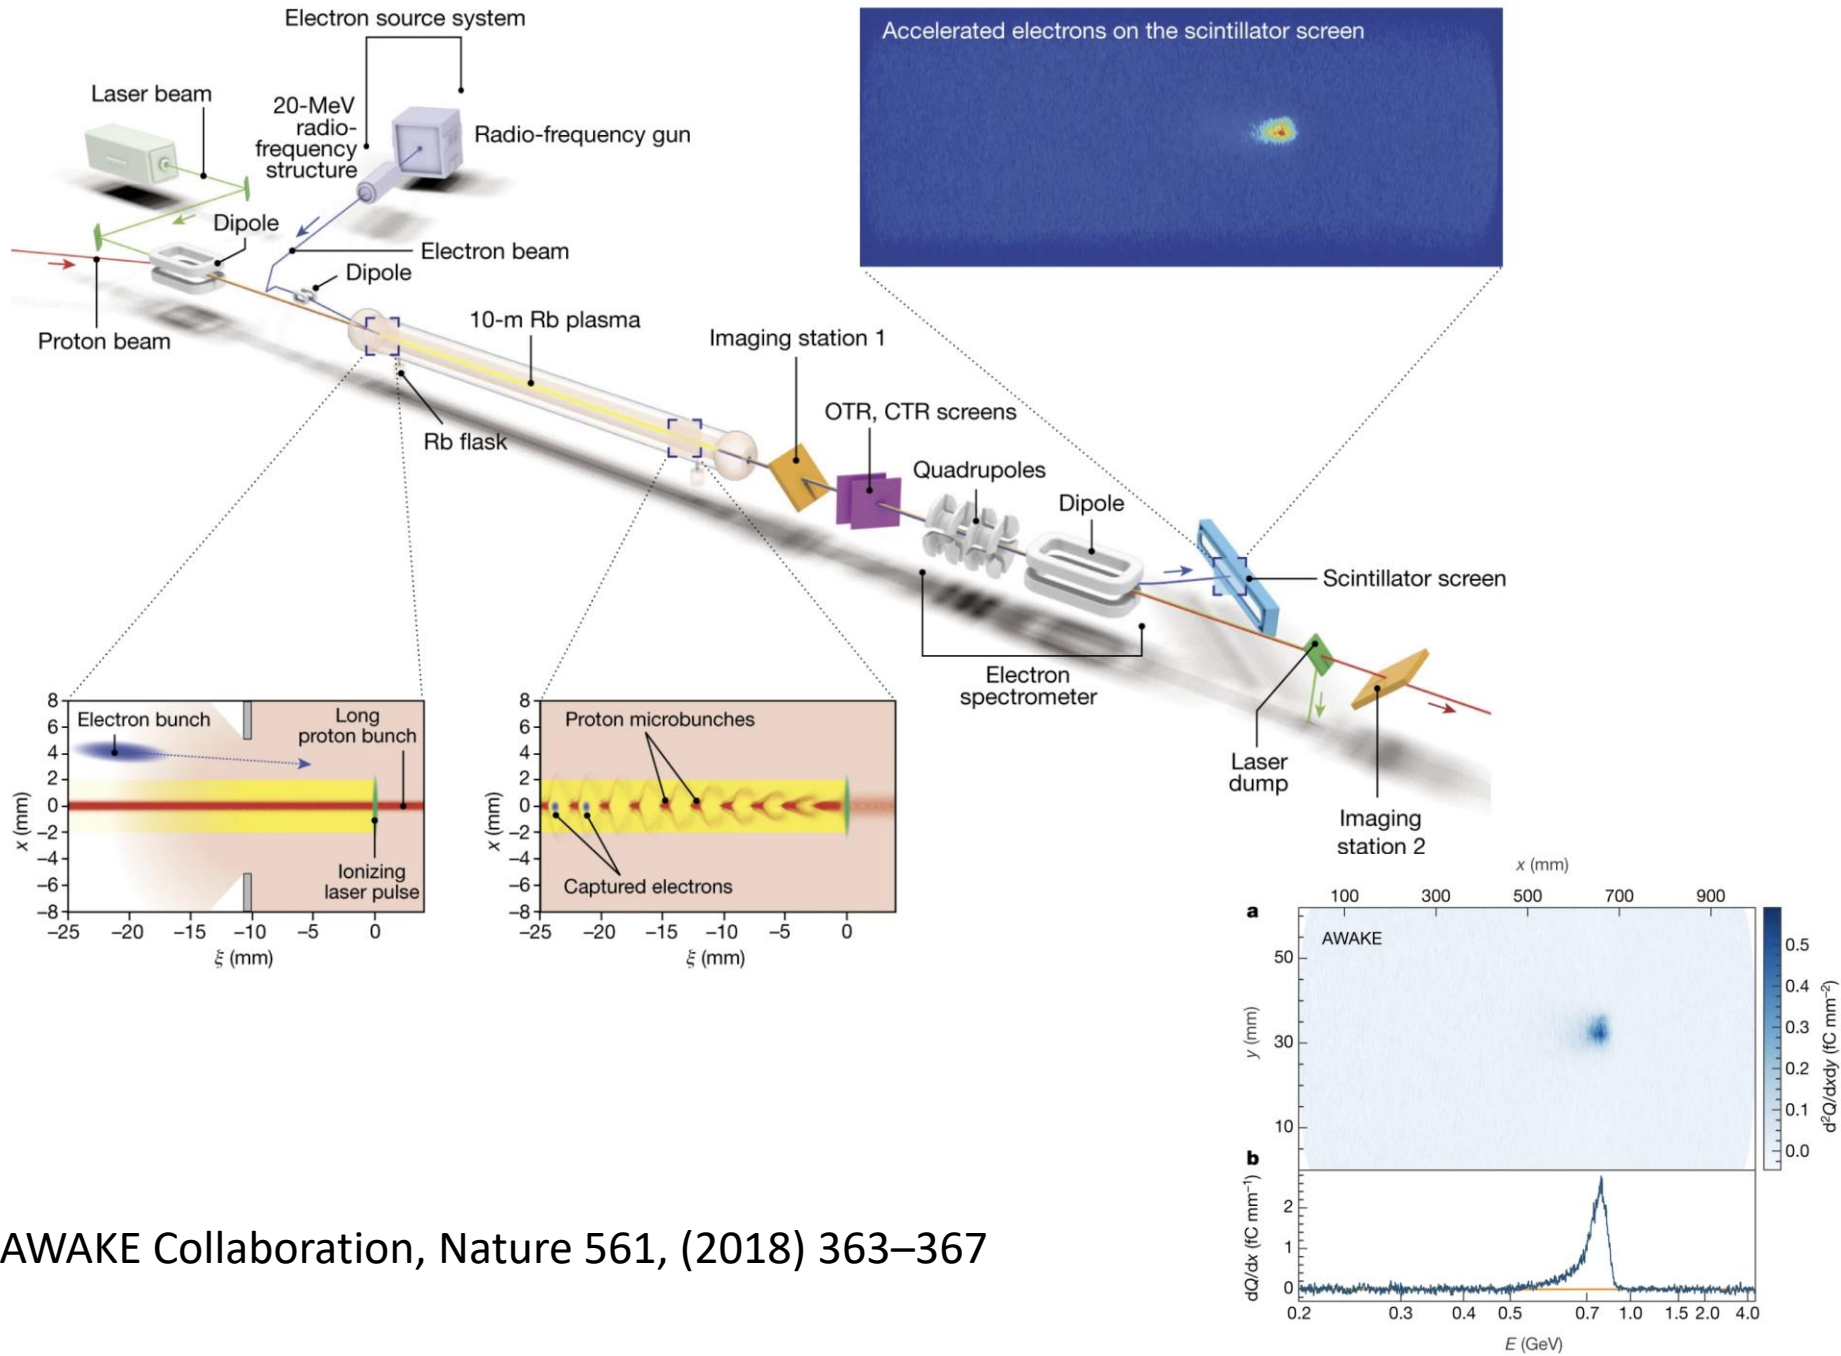 Electron source system
Accelerated electrons on the scintillator screen
Laser beam
20-MeV
radio-
frequency
structure
Radio-frequency gun
Dipole
Electron beam
Dipole
Proton beam
10-m Rb plasma
Imaging station 1
Rb flask
OTR, CTR screens
Quadrupoles
Dipole
Scintillator screen
Electron
spectrometer
Laser
dump
Imaging
station 2
8
6
4
2
0
−2
−4
−6
−8
x (mm)
Electron bunch
Long
proton bunch
Ionizing
laser pulse
−25 −20 −15 −10 −5 0
ξ (mm)
8
6
4
2
0
−2
−4
−6
−8
x (mm)
Proton microbunches
Captured electrons
−25 −20 −15 −10 −5 0
ξ (mm)
x (mm)
100 300 500 700 900
a
AWAKE
50
30
10
y (mm)
0.5
0.4
0.3
0.2
0.1
0.0
d²Q/dxdy (fC mm⁻²)
b
2
1
0
dQ/dx (fC mm⁻¹)
0.2 0.3 0.4 0.5 0.7 1.0 1.5 2.0 4.0
E (GeV)
AWAKE Collaboration, Nature 561, (2018) 363–367